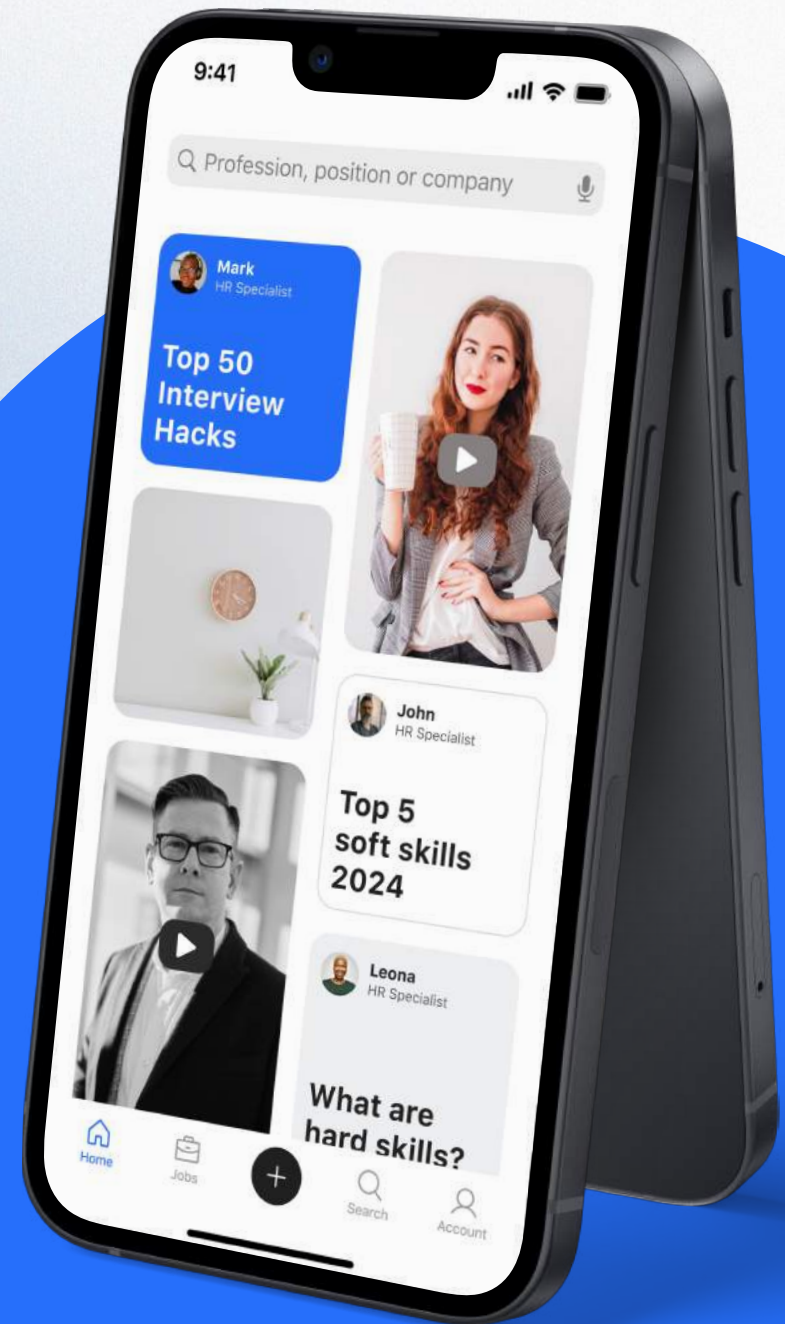 9:41
Profession, position or company
Mark
HR Specialist
Top 50
Interview
Hacks
John
HR Specialist
Top 5
soft skills
2024
Leona
HR Specialist
What are
hard skills?
Home
Jobs
Search
Account